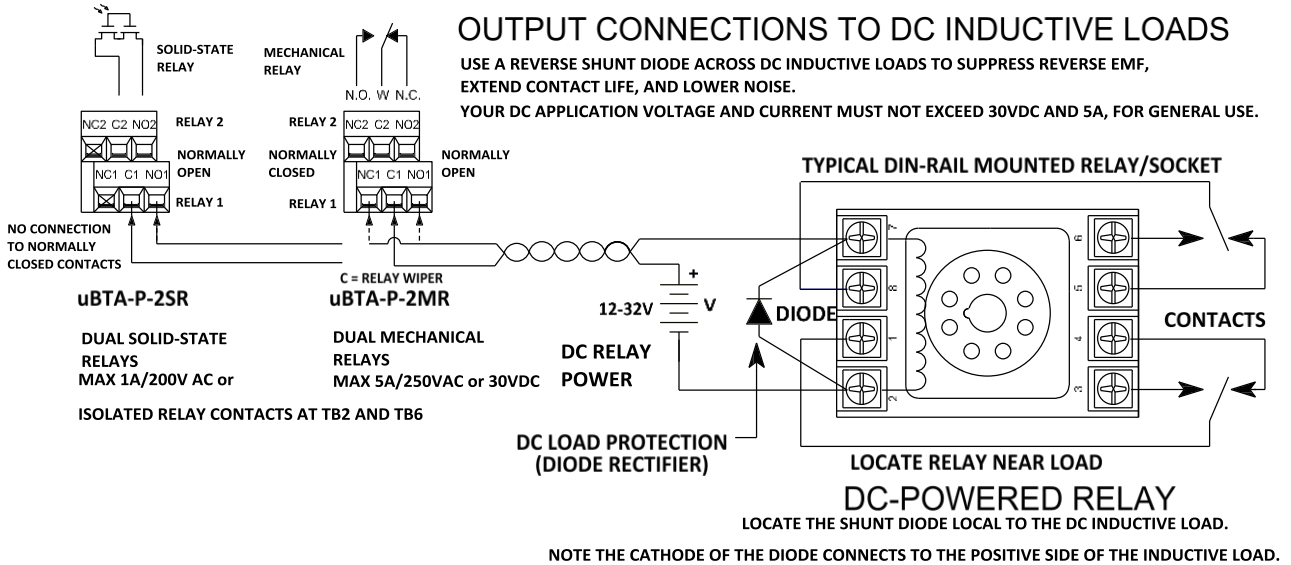 OUTPUT CONNECTIONS TO DC INDUCTIVE LOADS
USE A REVERSE SHUNT DIODE ACROSS DC INDUCTIVE LOADS TO SUPPRESS REVERSE EMF,
EXTEND CONTACT LIFE, AND LOWER NOISE.
YOUR DC APPLICATION VOLTAGE AND CURRENT MUST NOT EXCEED 30VDC AND 5A, FOR GENERAL USE.
SOLID-STATE
RELAY
MECHANICAL
RELAY
N.O. W N.C.
NC2 C2 NO2
RELAY 2
NORMALLY
OPEN
NC1 C1 NO1
RELAY 1
RELAY 2
NC2 C2 NO2
NORMALLY
CLOSED
NORMALLY
OPEN
NC1 C1 NO1
RELAY 1
NO CONNECTION
TO NORMALLY
CLOSED CONTACTS
C = RELAY WIPER
uBTA-P-2SR
uBTA-P-2MR
DUAL SOLID-STATE
RELAYS
MAX 1A/200V AC or
DUAL MECHANICAL
RELAYS
MAX 5A/250VAC or 30VDC
ISOLATED RELAY CONTACTS AT TB2 AND TB6
+
12-32V
V
DC RELAY
POWER
DIODE
DC LOAD PROTECTION
(DIODE RECTIFIER)
TYPICAL DIN-RAIL MOUNTED RELAY/SOCKET
7
8
1
2
6
5
4
3
CONTACTS
LOCATE RELAY NEAR LOAD
DC-POWERED RELAY
LOCATE THE SHUNT DIODE LOCAL TO THE DC INDUCTIVE LOAD.
NOTE THE CATHODE OF THE DIODE CONNECTS TO THE POSITIVE SIDE OF THE INDUCTIVE LOAD.